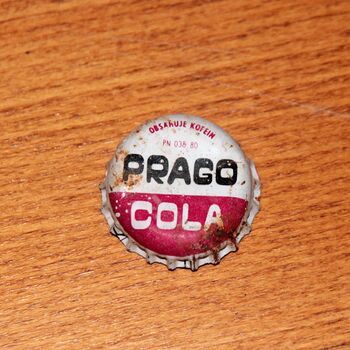 OBSAHUJE KOFEIN
PN 038 80
PRAGO
COLA